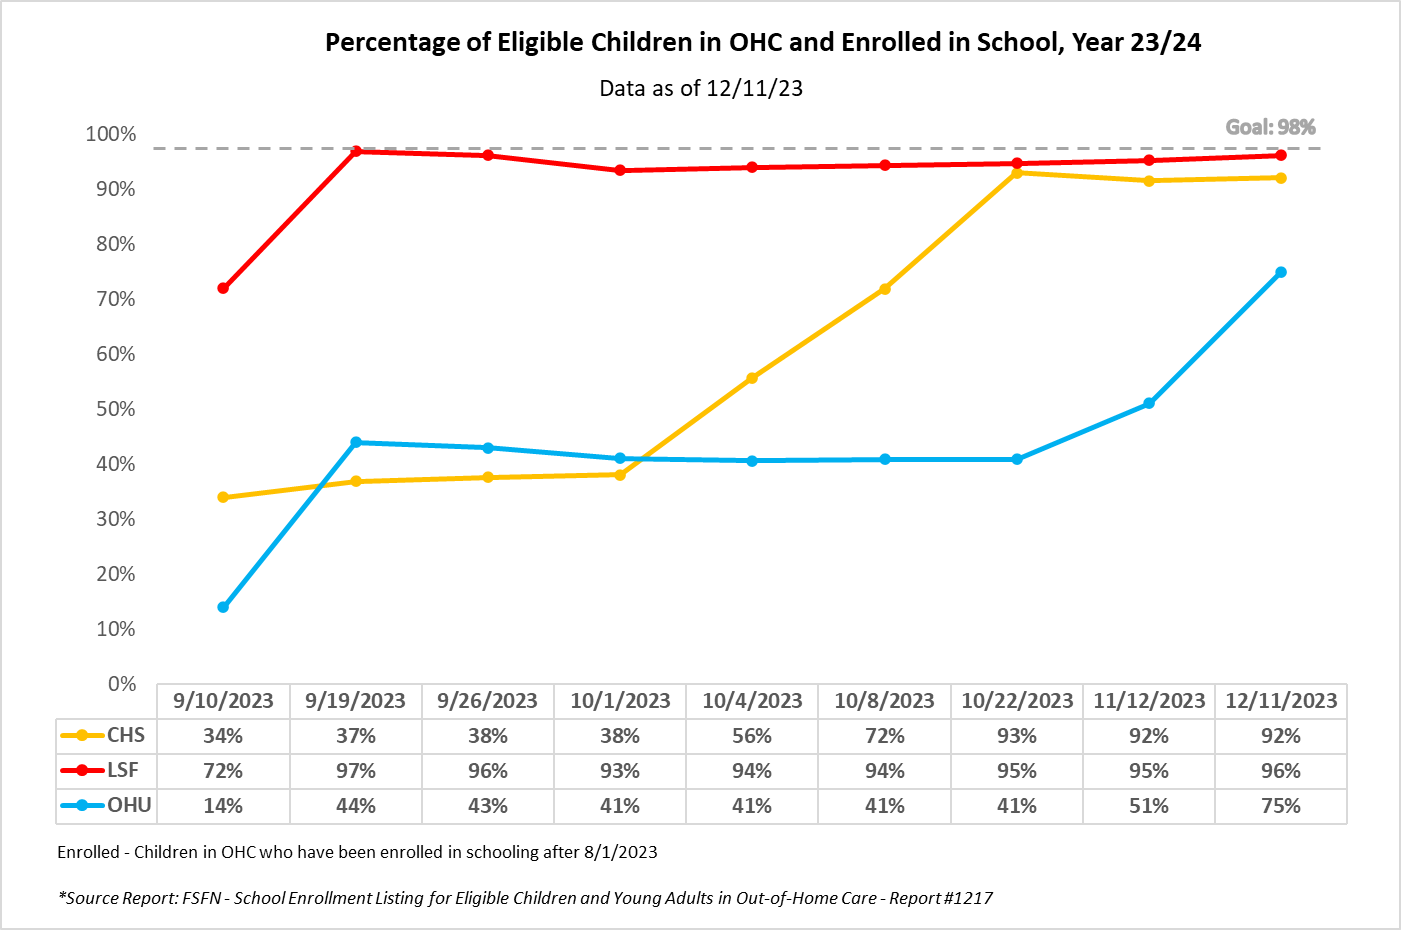 Percentage of Eligible Children in OHC and Enrolled in School, Year 23/24
Data as of 12/11/23
Goal: 98%
100%
90%
80%
70%
60%
50%
40%
30%
20%
10%
0%
9/10/2023 9/19/2023 9/26/2023 10/1/2023 10/4/2023 10/8/2023 10/22/2023 11/12/2023 12/11/2023
CHS 34% 37% 38% 38% 56% 72% 93% 92% 92%
LSF 72% 97% 96% 93% 94% 94% 95% 95% 96%
OHU 14% 44% 43% 41% 41% 41% 41% 51% 75%
Enrolled - Children in OHC who have been enrolled in schooling after 8/1/2023
*Source Report: FSFN - School Enrollment Listing for Eligible Children and Young Adults in Out-of-Home Care - Report #1217